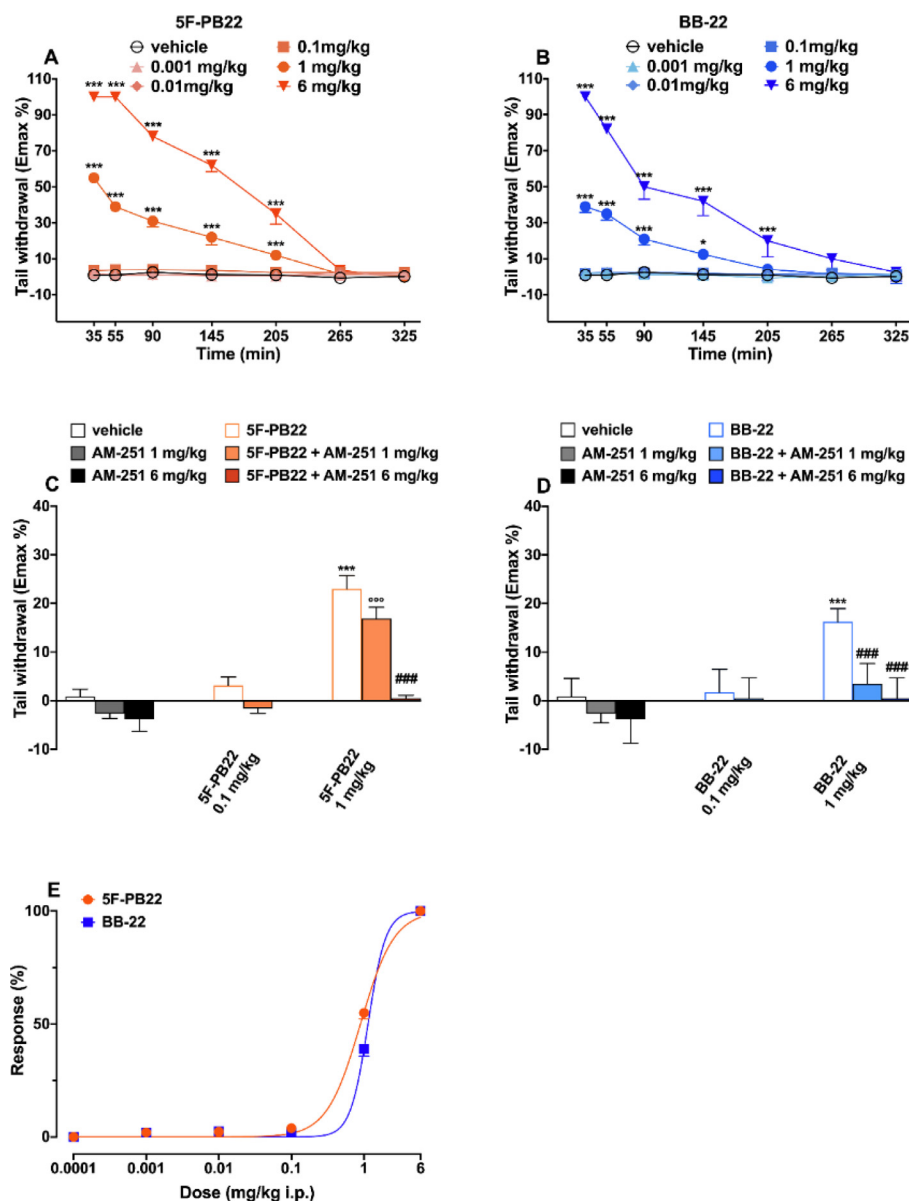 5F-PB22
A
vehicle
0.1mg/kg
0.001 mg/kg
1 mg/kg
0.01mg/kg
6 mg/kg
Tail withdrawal (Emax %)
110
90
70
50
30
10
-10
*** *** *** *** ***
*** *** *** *** ***
35 55 90 145 205 265 325
Time (min)
BB-22
B
vehicle
0.1mg/kg
0.001 mg/kg
1 mg/kg
0.01mg/kg
6 mg/kg
Tail withdrawal (Emax %)
110
90
70
50
30
10
-10
*** *** *** *** ***
*** *** *** *
35 55 90 145 205 265 325
Time (min)
vehicle
5F-PB22
AM-251 1 mg/kg
5F-PB22 + AM-251 1 mg/kg
AM-251 6 mg/kg
5F-PB22 + AM-251 6 mg/kg
C
Tail withdrawal (Emax %)
40
30
20
10
0
-10
***
°°°
###
5F-PB22
0.1 mg/kg
5F-PB22
1 mg/kg
vehicle
BB-22
AM-251 1 mg/kg
BB-22 + AM-251 1 mg/kg
AM-251 6 mg/kg
BB-22 + AM-251 6 mg/kg
D
Tail withdrawal (Emax %)
40
30
20
10
0
-10
***
###
###
BB-22
0.1 mg/kg
BB-22
1 mg/kg
E
5F-PB22
BB-22
Response (%)
100
50
0
0.0001 0.001 0.01 0.1 1 6
Dose (mg/kg i.p.)